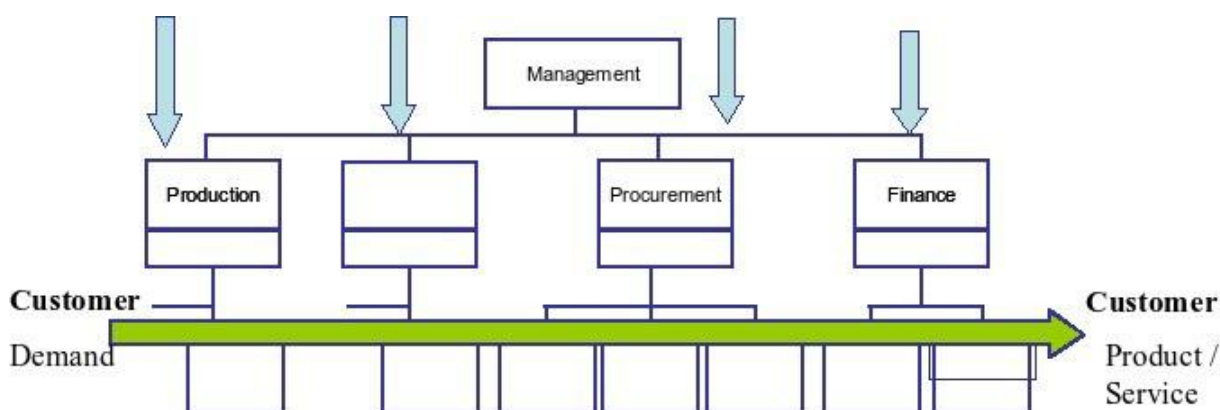 Management
Production
Procurement
Finance
Customer
Customer
Demand
Product /
Service